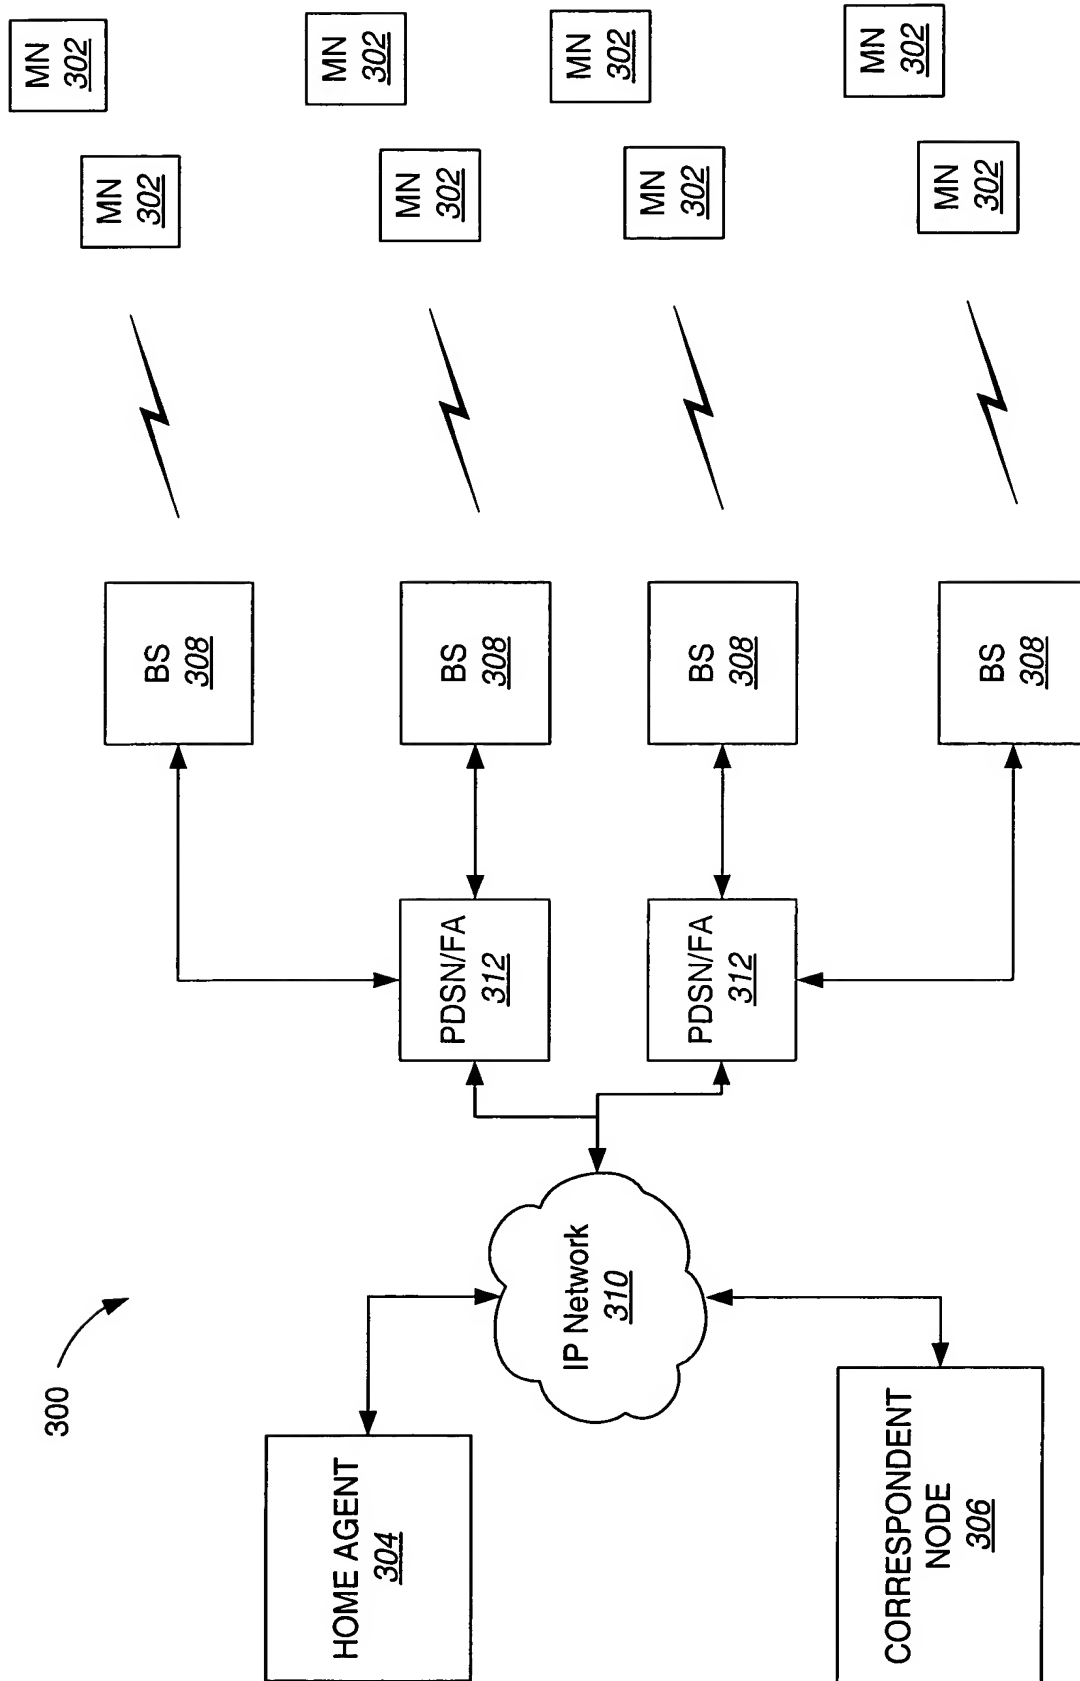 300
HOME AGENT
304
CORRESPONDENT
NODE
306
IP Network
310
PDSN/FA
312
PDSN/FA
312
BS
308
BS
308
BS
308
BS
308
MN
302
MN
302
MN
302
MN
302
MN
302
MN
302
MN
302
MN
302